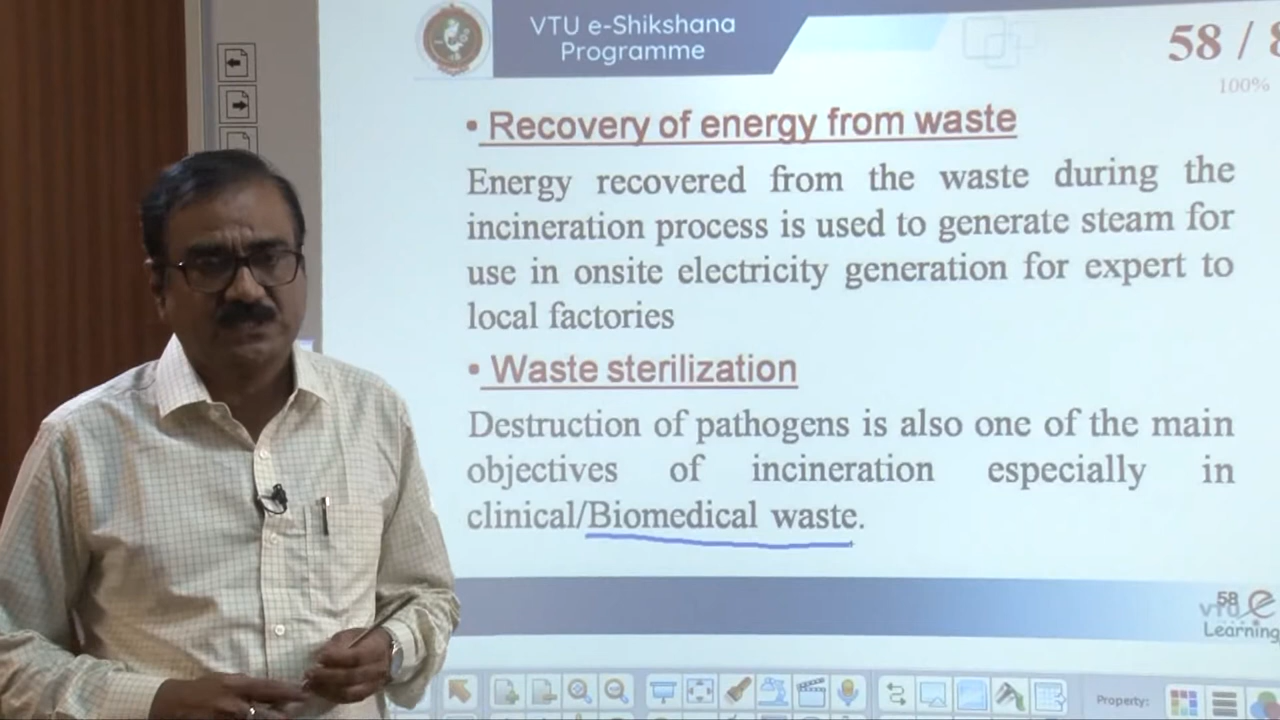 VTU e-Shikshana
Programme
58 / 8
100%
• Recovery of energy from waste
Energy recovered from the waste during the
incineration process is used to generate steam for
use in onsite electricity generation for expert to
local factories
• Waste sterilization
Destruction of pathogens is also one of the main
objectives of incineration especially in
clinical/Biomedical waste.
58
vtu e
Learning
Property: